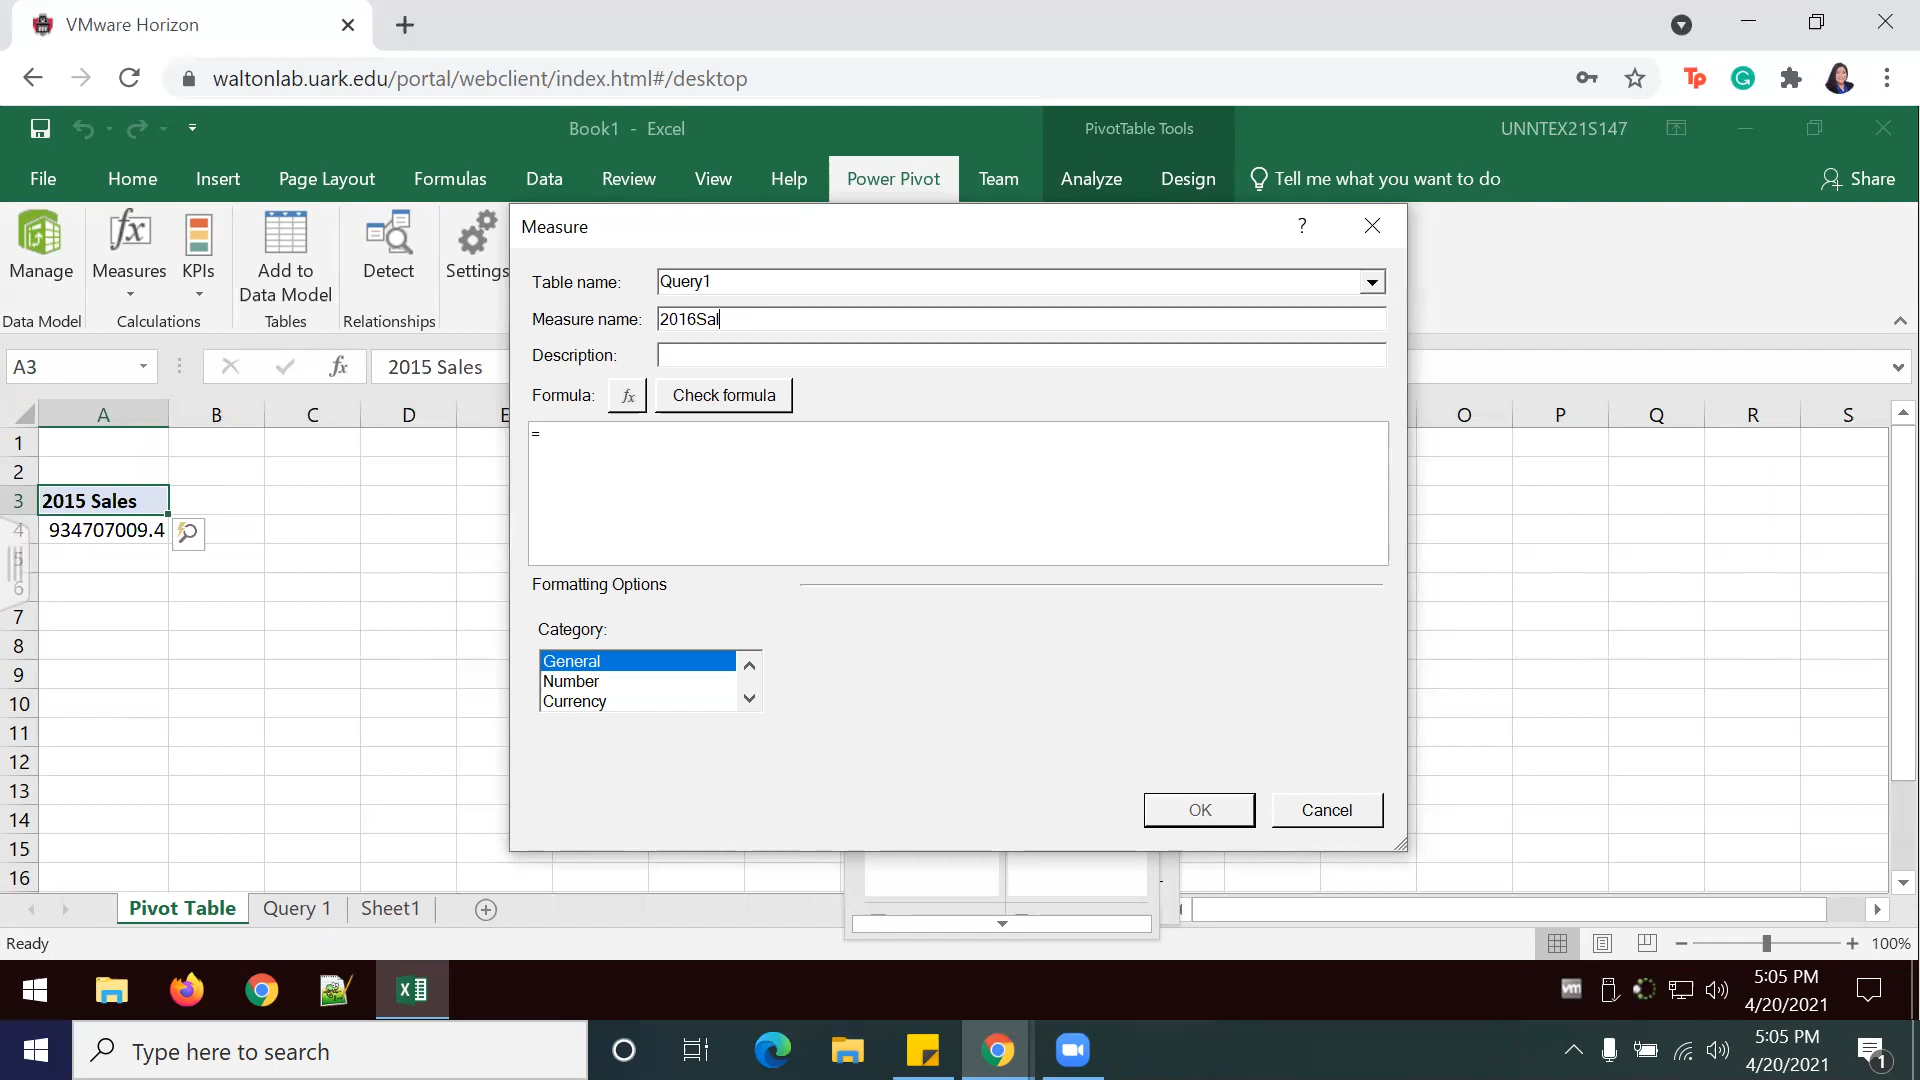 VMware Horizon
waltonlab.uark.edu/portal/webclient/index.html#/desktop
Book1 - Excel
PivotTable Tools
UNNTEX21S147
File Home Insert Page Layout Formulas Data Review View Help Power Pivot Team Analyze Design Tell me what you want to do Share
Manage
Measures
KPIs
Add to
Data Model
Detect
Settings
Data Model
Calculations
Tables
Relationships
Measure
?
Table name: Query1
Measure name: 2016Sal
Description:
Formula: fx Check formula
=
Formatting Options
Category:
General
Number
Currency
OK Cancel
A3 fx 2015 Sales
A B C D E O P Q R S
1
2
3 2015 Sales
4 934707009.4
5
6
7
8
9
10
11
12
13
14
15
16
Pivot Table Query 1 Sheet1
Ready
100%
vm
5:05 PM
4/20/2021
Type here to search
5:05 PM
4/20/2021
1